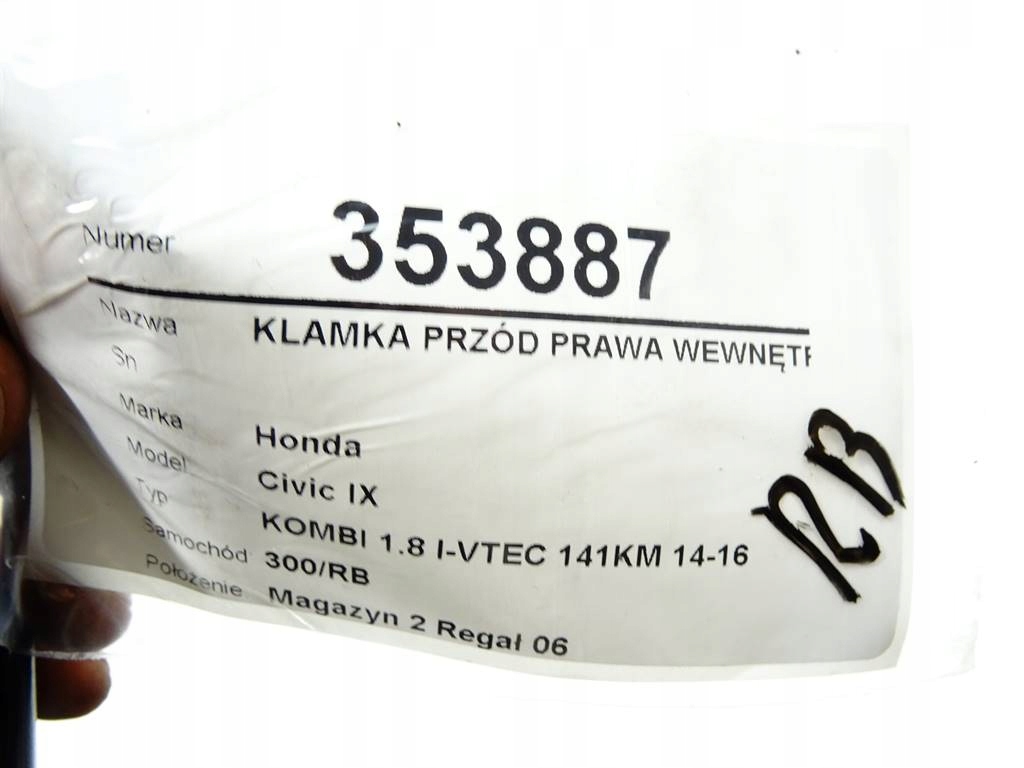 Numer 353887
Nazwa KLAMKA PRZÓD PRAWA WEWNĘTR
Sn
Marka Honda
Model Civic IX
Typ KOMBI 1.8 I-VTEC 141KM 14-16
Samochód 300/RB
Położenie Magazyn 2 Regał 06
RB